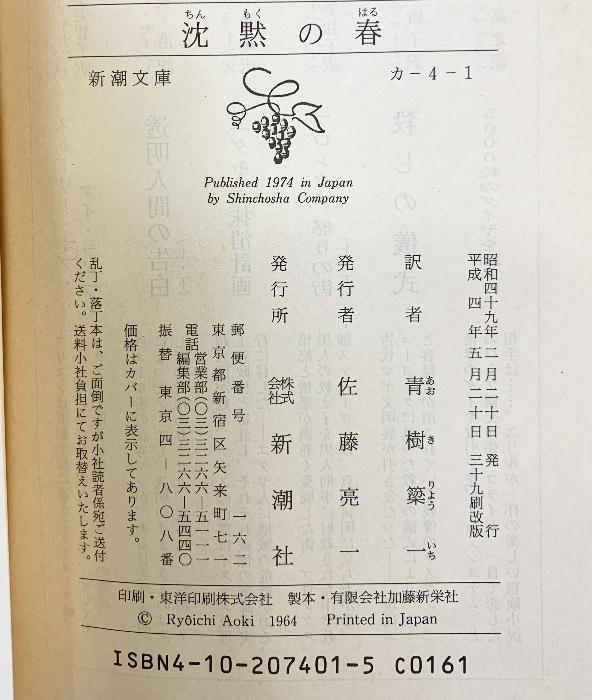 沈黙の春
ちん もく はる
新潮文庫
カ-4-1
Published 1974 in Japan
by Shinchosha Company
昭和四十九年二月二十日発行
平成四年五月二十日三十九刷改版
訳者 青樹簗一
あお き りよう いち
発行者 佐藤亮一
発行所 株式会社 新潮社
郵便番号 一六二
東京都新宿区矢来町七一
電話 営業部(〇三)三二六六―五一一一
編集部(〇三)三二六六―五四四〇
振替 東京四―八〇八番
価格はカバーに表示してあります。
乱丁・落丁本は、ご面倒ですが小社読者係宛ご送付
ください。送料小社負担にてお取替えいたします。
印刷・東洋印刷株式会社 製本・有限会社加藤新栄社
© Ryôichi Aoki 1964 Printed in Japan
ISBN4-10-207401-5 C0161